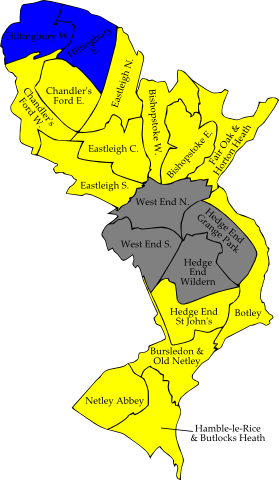 Hiltingbury W.
Hiltingbury
E.
Chandler's
Ford E.
Eastleigh N.
Chandler's
Ford W.
Bishopstoke W.
Bishopstoke E.
Fair Oak &
Horton Heath
Eastleigh C.
Eastleigh S.
West End N.
Hedge End
Grange Park
West End S.
Hedge
End
Wildern
Hedge End
St John's
Botley
Bursledon &
Old Netley
Netley Abbey
Hamble-le-Rice
& Butlocks Heath